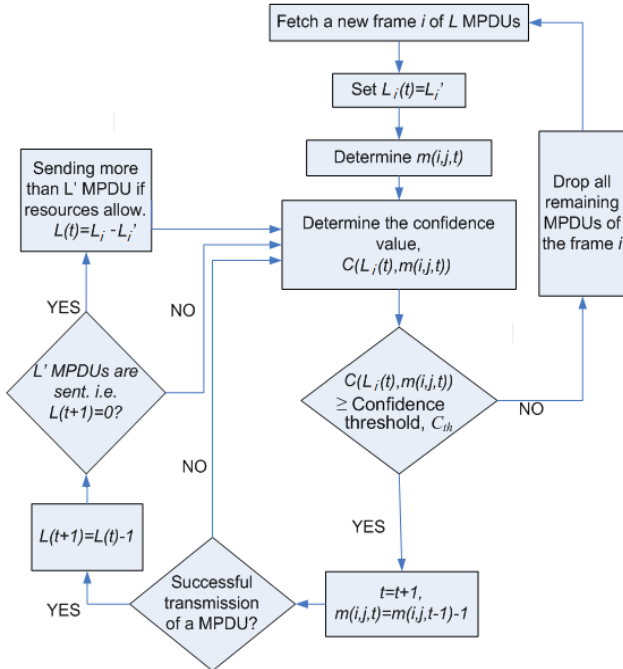 Fetch a new frame i of L MPDUs
Set L i (t)=L i ’
Determine m(i,j,t)
Determine the confidence
value,
C(L i (t),m(i,j,t))
C(L i (t),m(i,j,t))
≥ Confidence
threshold, Cth
NO
Drop all
remaining
MPDUs of
the frame i
YES
t=t+1,
m(i,j,t)=m(i,j,t-1)-1
Successful
transmission
of a MPDU?
NO
YES
L(t+1)=L(t)-1
L’ MPDUs are
sent. i.e.
L(t+1)=0?
NO
YES
Sending more
than L’ MPDU if
resources allow.
L(t)=Li -Li’